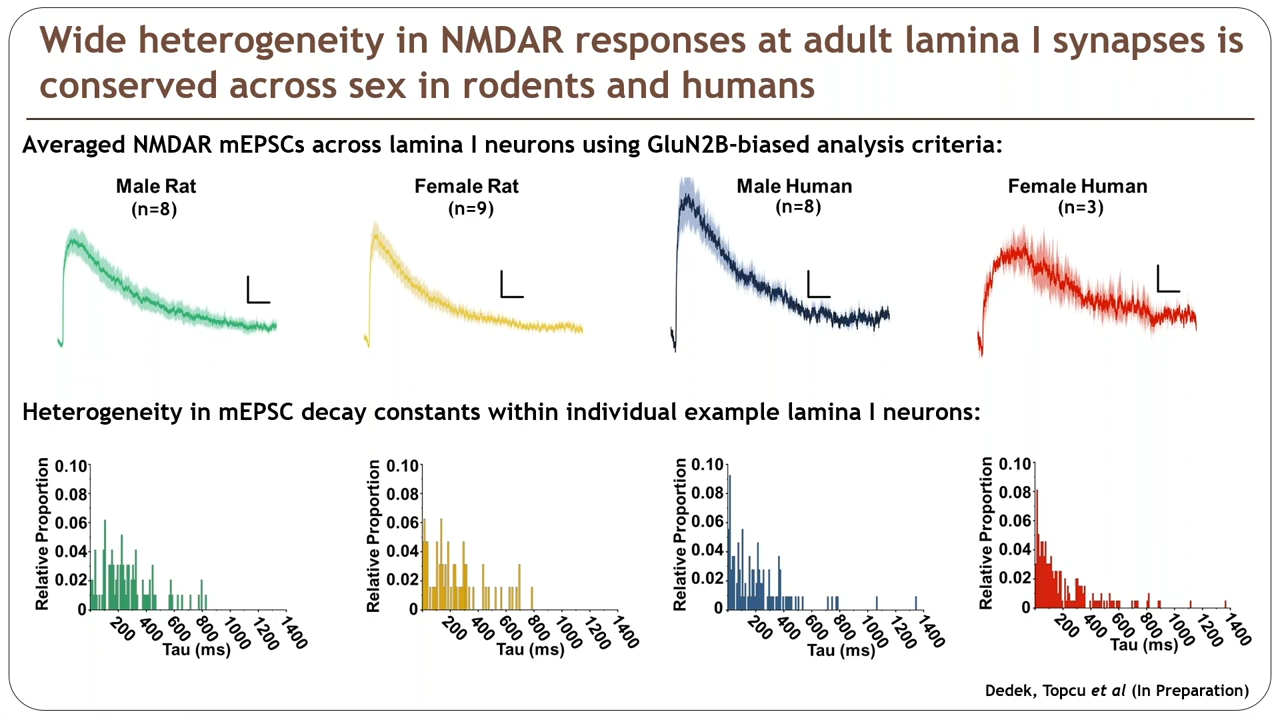 Wide heterogeneity in NMDAR responses at adult lamina I synapses is
conserved across sex in rodents and humans
Averaged NMDAR mEPSCs across lamina I neurons using GluN2B-biased analysis criteria:
Male Rat
(n=8)
Female Rat
(n=9)
Male Human
(n=8)
Female Human
(n=3)
Heterogeneity in mEPSC decay constants within individual example lamina I neurons:
Relative Proportion
0.10
0.08
0.06
0.04
0.02
0
200
400
600
800
1000
1200
1400
Tau (ms)
Relative Proportion
0.10
0.08
0.06
0.04
0.02
0
200
400
600
800
1000
1200
1400
Tau (ms)
Relative Proportion
0.10
0.08
0.06
0.04
0.02
0
200
400
600
800
1000
1200
1400
Tau (ms)
Relative Proportion
0.10
0.08
0.06
0.04
0.02
0
200
400
600
800
1000
1200
1400
Tau (ms)
Dedek, Topcu et al (In Preparation)